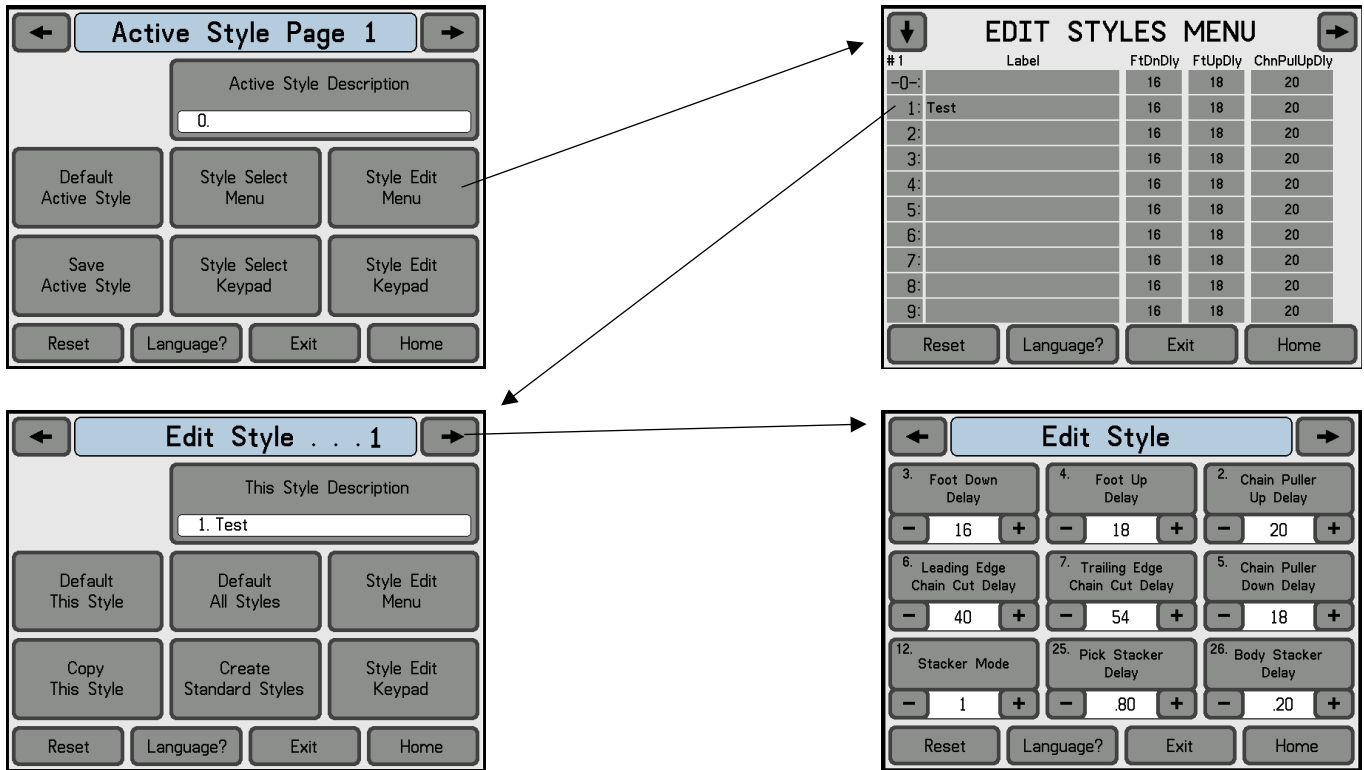 Active Style Page 1
Active Style Description
0.
Default
Active Style
Style Select
Menu
Style Edit
Menu
Save
Active Style
Style Select
Keypad
Style Edit
Keypad
Reset
Language?
Exit
Home
EDIT STYLES MENU
#1 Label FtDnDly FtUpDly ChnPulUpDly
-0-: 16 18 20
1: Test 16 18 20
2: 16 18 20
3: 16 18 20
4: 16 18 20
5: 16 18 20
6: 16 18 20
7: 16 18 20
8: 16 18 20
9: 16 18 20
Reset
Language?
Exit
Home
Edit Style . . . 1
This Style Description
1. Test
Default
This Style
Default
All Styles
Style Edit
Menu
Copy
This Style
Create
Standard Styles
Style Edit
Keypad
Reset
Language?
Exit
Home
Edit Style
3. Foot Down
Delay
- 16 +
4. Foot Up
Delay
- 18 +
2. Chain Puller
Up Delay
- 20 +
6. Leading Edge
Chain Cut Delay
- 40 +
7. Trailing Edge
Chain Cut Delay
- 54 +
5. Chain Puller
Down Delay
- 18 +
12. Stacker Mode
- 1 +
25. Pick Stacker
Delay
- .80 +
26. Body Stacker
Delay
- .20 +
Reset
Language?
Exit
Home